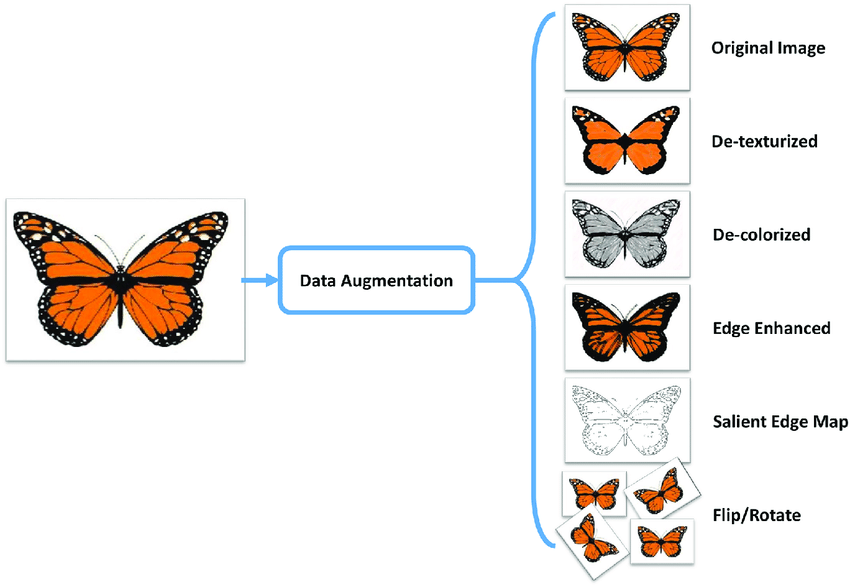 Original Image
De-texturized
De-colorized
Data Augmentation
Edge Enhanced
Salient Edge Map
Flip/Rotate